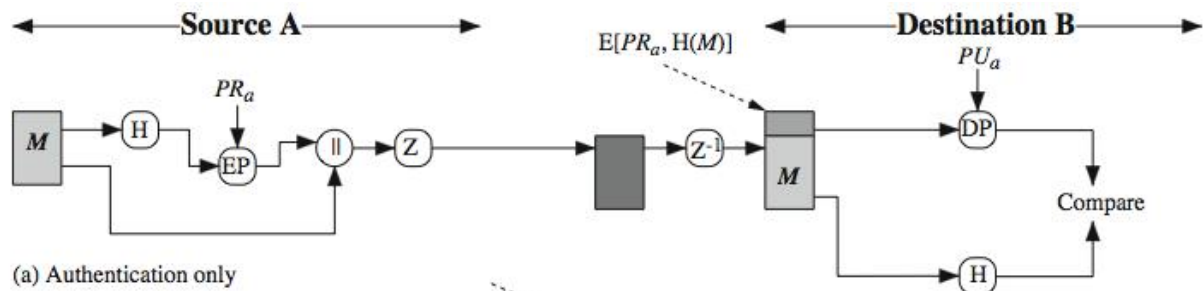 Source A
Destination B
E[PRa, H(M)]
PUa
PRa
M
H
EP
||
Z
Z-1
DP
M
Compare
H
(a) Authentication only